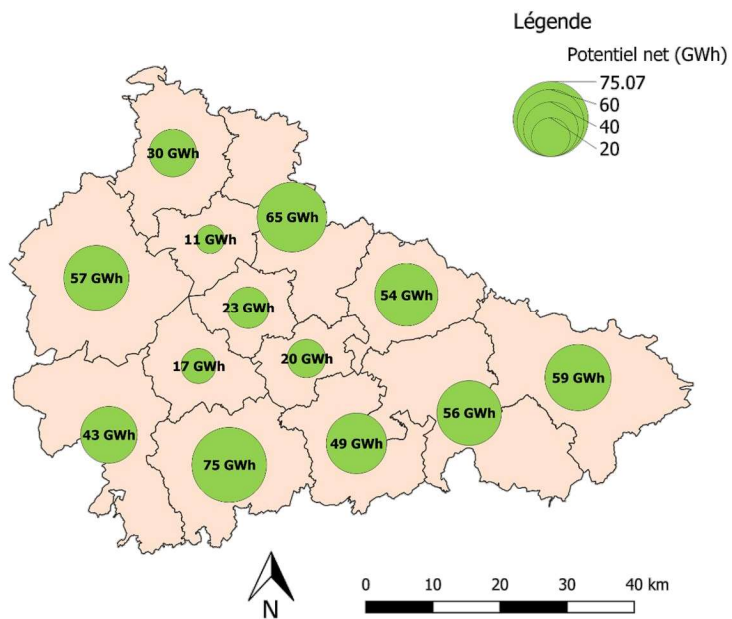 Légende
Potentiel net (GWh)
75.07
60
40
20
30 GWh
65 GWh
11 GWh
57 GWh
54 GWh
23 GWh
20 GWh
17 GWh
59 GWh
56 GWh
43 GWh
49 GWh
75 GWh
N
0 10 20 30 40 km